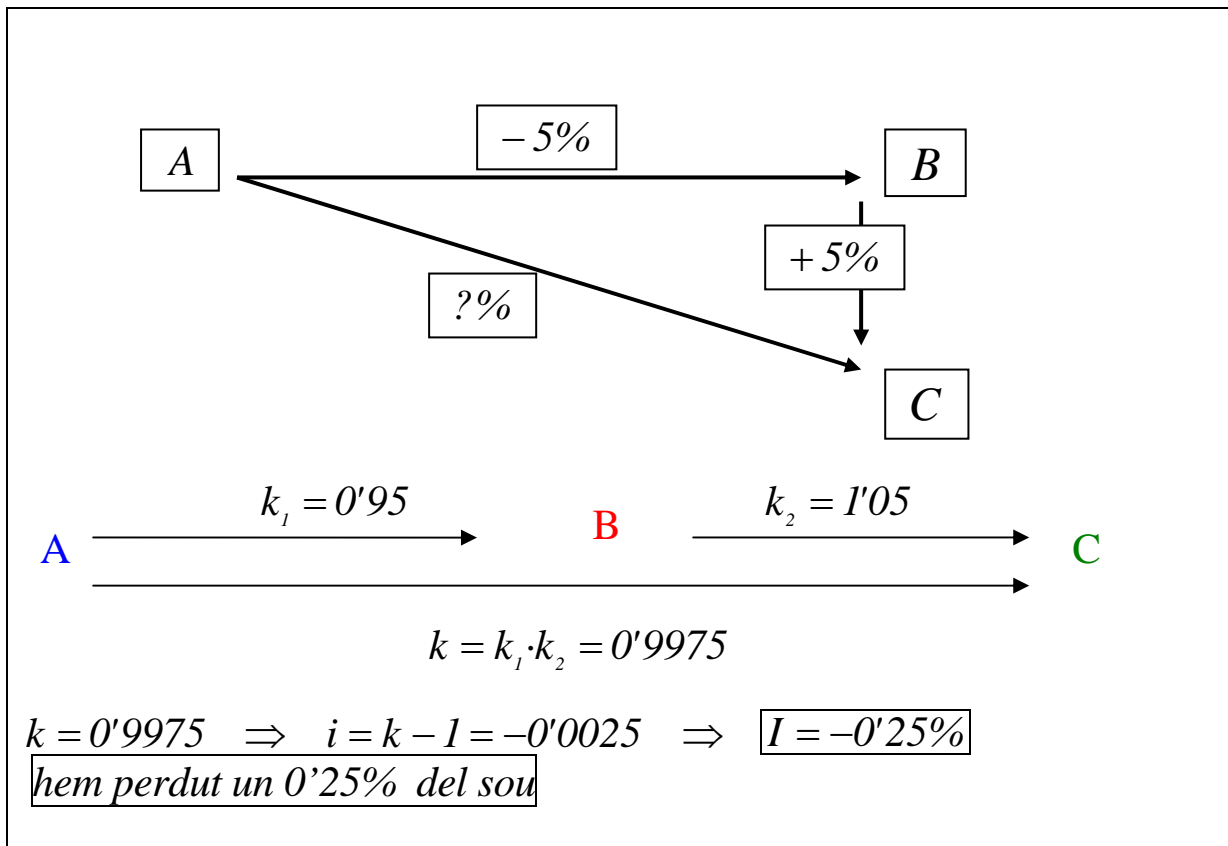 A
− 5%
B
+ 5%
? %
C
k₁ = 0'95
k₂ = 1'05
A
B
C
k = k₁·k₂ = 0'9975
k = 0'9975 ⇒ i = k − 1 = −0'0025 ⇒ I = −0'25%
hem perdut un 0’25% del sou